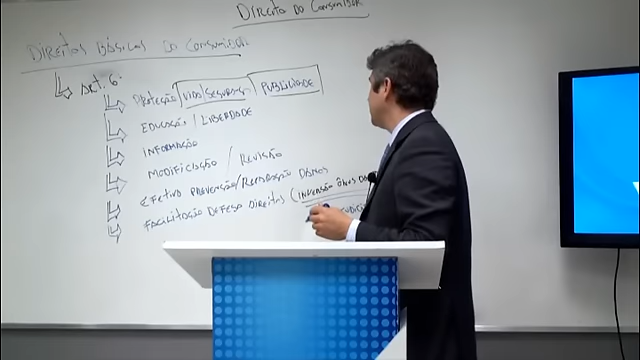 DIREITO DO CONSUMIDOR
DIREITOS BÁSICOS DO CONSUMIDOR
art. 6º
PROTEÇÃO VIDA/SEGURANÇA PUBLICIDADE
EDUCAÇÃO / LIBERDADE
INFORMAÇÃO
MODIFICAÇÃO / REVISÃO
EFETIVA PREVENÇÃO/REPARAÇÃO DANOS
FACILITAÇÃO DEFESA DIREITOS (INVERSÃO ÔNUS